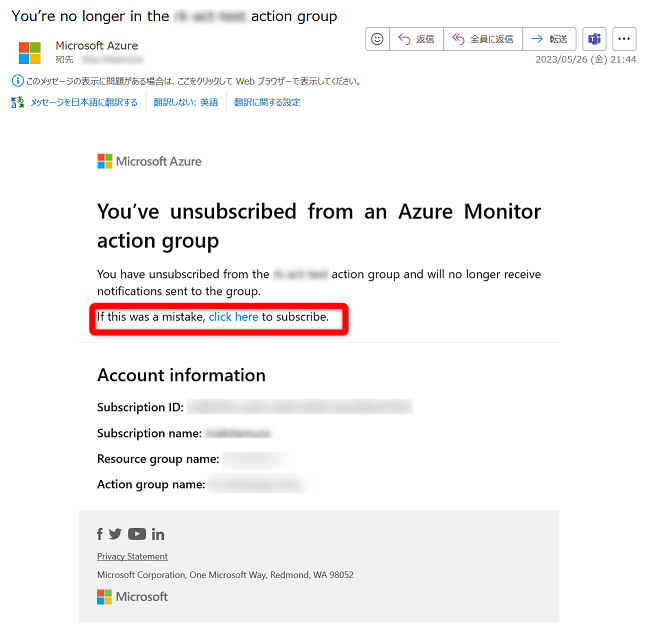 You're no longer in the action group
Microsoft Azure
宛先
返信
全員に返信
転送
2023/05/26 (金) 21:44
このメッセージの表示に問題がある場合は、ここをクリックして Web ブラウザーで表示してください。
メッセージを日本語に翻訳する
翻訳しない: 英語
翻訳に関する設定
Microsoft Azure
You've unsubscribed from an Azure Monitor
action group
You have unsubscribed from the action group and will no longer receive
notifications sent to the group.
If this was a mistake, click here to subscribe.
Account information
Subscription ID:
Subscription name:
Resource group name:
Action group name:
Privacy Statement
Microsoft Corporation, One Microsoft Way, Redmond, WA 98052
Microsoft